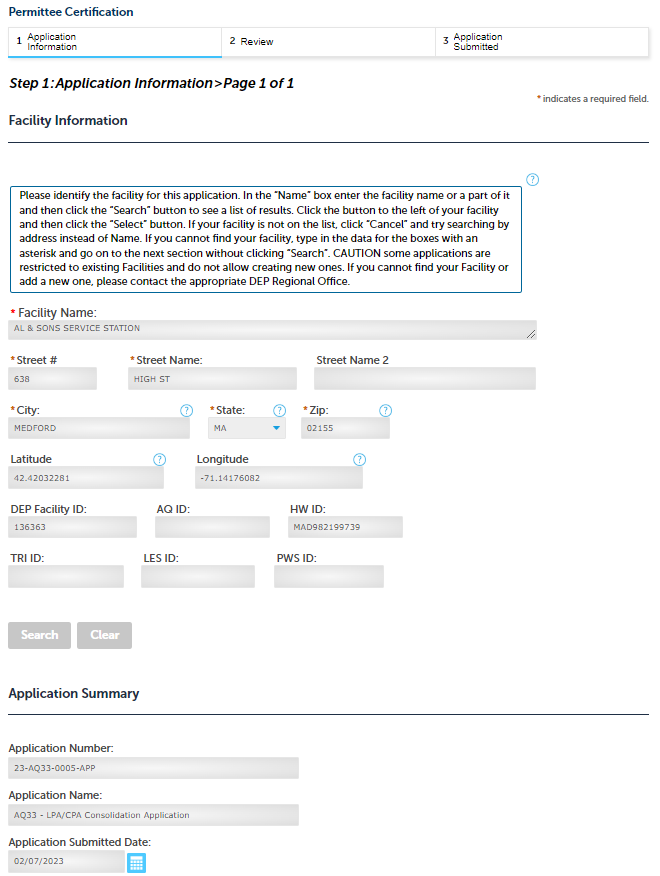 Permittee Certification
1 Application Information
2 Review
3 Application Submitted
Step 1:Application Information>Page 1 of 1
* indicates a required field.
Facility Information
?
Please identify the facility for this application. In the "Name" box enter the facility name or a part of it
and then click the "Search" button to see a list of results. Click the button to the left of your facility
and then click the "Select" button. If your facility is not on the list, click "Cancel" and try searching by
address instead of Name. If you cannot find your facility, type in the data for the boxes with an
asterisk and go on to the next section without clicking "Search". CAUTION some applications are
restricted to existing Facilities and do not allow creating new ones. If you cannot find your Facility or
add a new one, please contact the appropriate DEP Regional Office.
* Facility Name:
AL & SONS SERVICE STATION
* Street # * Street Name: Street Name 2
638 HIGH ST
* City: ? * State: ? * Zip: ?
MEDFORD MA 02155
Latitude ? Longitude ?
42.42032281 -71.14176082
DEP Facility ID: AQ ID: HW ID:
136363 MAD982199739
TRI ID: LES ID: PWS ID:
Search Clear
Application Summary
Application Number:
23-AQ33-0005-APP
Application Name:
AQ33 - LPA/CPA Consolidation Application
Application Submitted Date:
02/07/2023